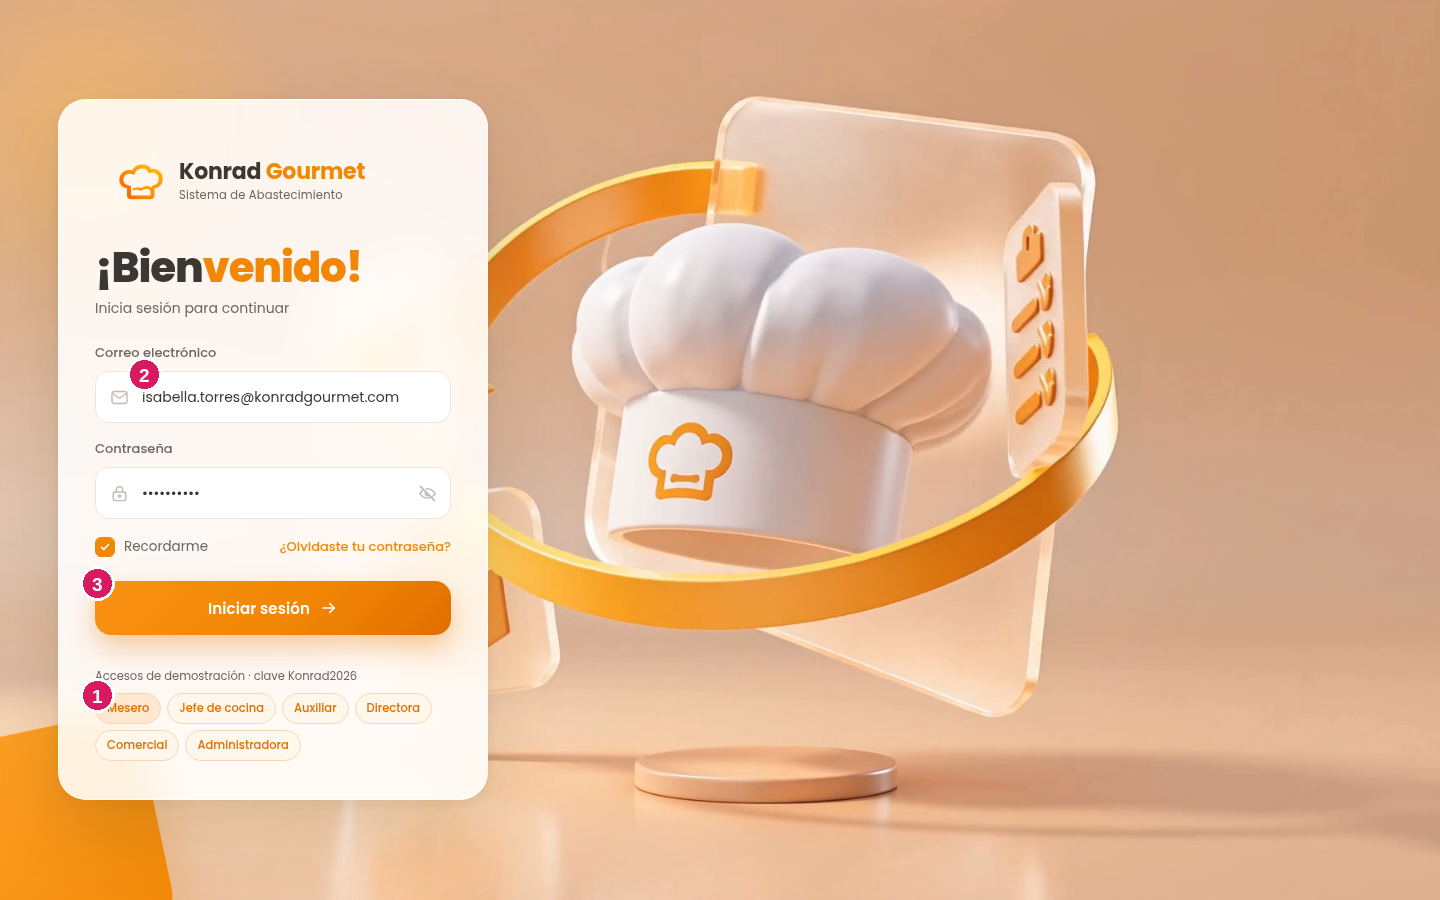 Konrad Gourmet
Sistema de Abastecimiento
¡Bienvenido!
Inicia sesión para continuar
Correo electrónico
2
isabella.torres@konradgourmet.com
Contraseña
••••••••••
Recordarme
¿Olvidaste tu contraseña?
3
Iniciar sesión →
Accesos de demostración · clave Konrad2026
1
Mesero
Jefe de cocina
Auxiliar
Directora
Comercial
Administradora